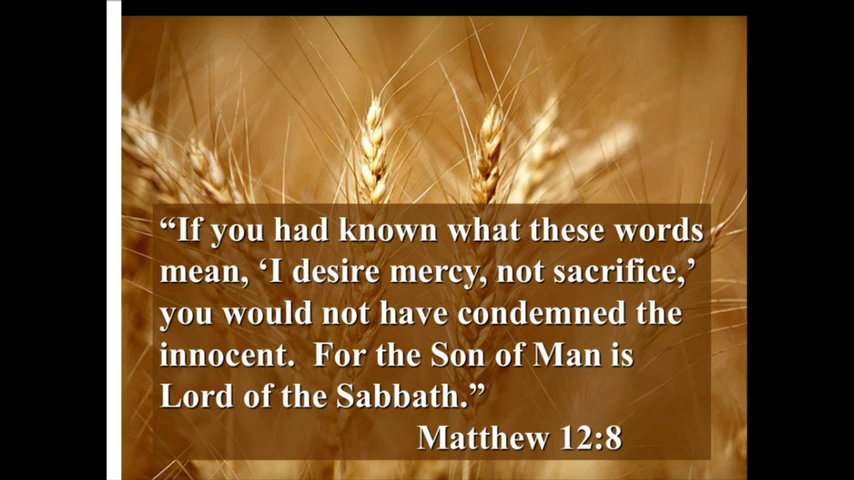 “If you had known what these words
mean, ‘I desire mercy, not sacrifice,’
you would not have condemned the
innocent.  For the Son of Man is
Lord of the Sabbath.”
Matthew 12:8